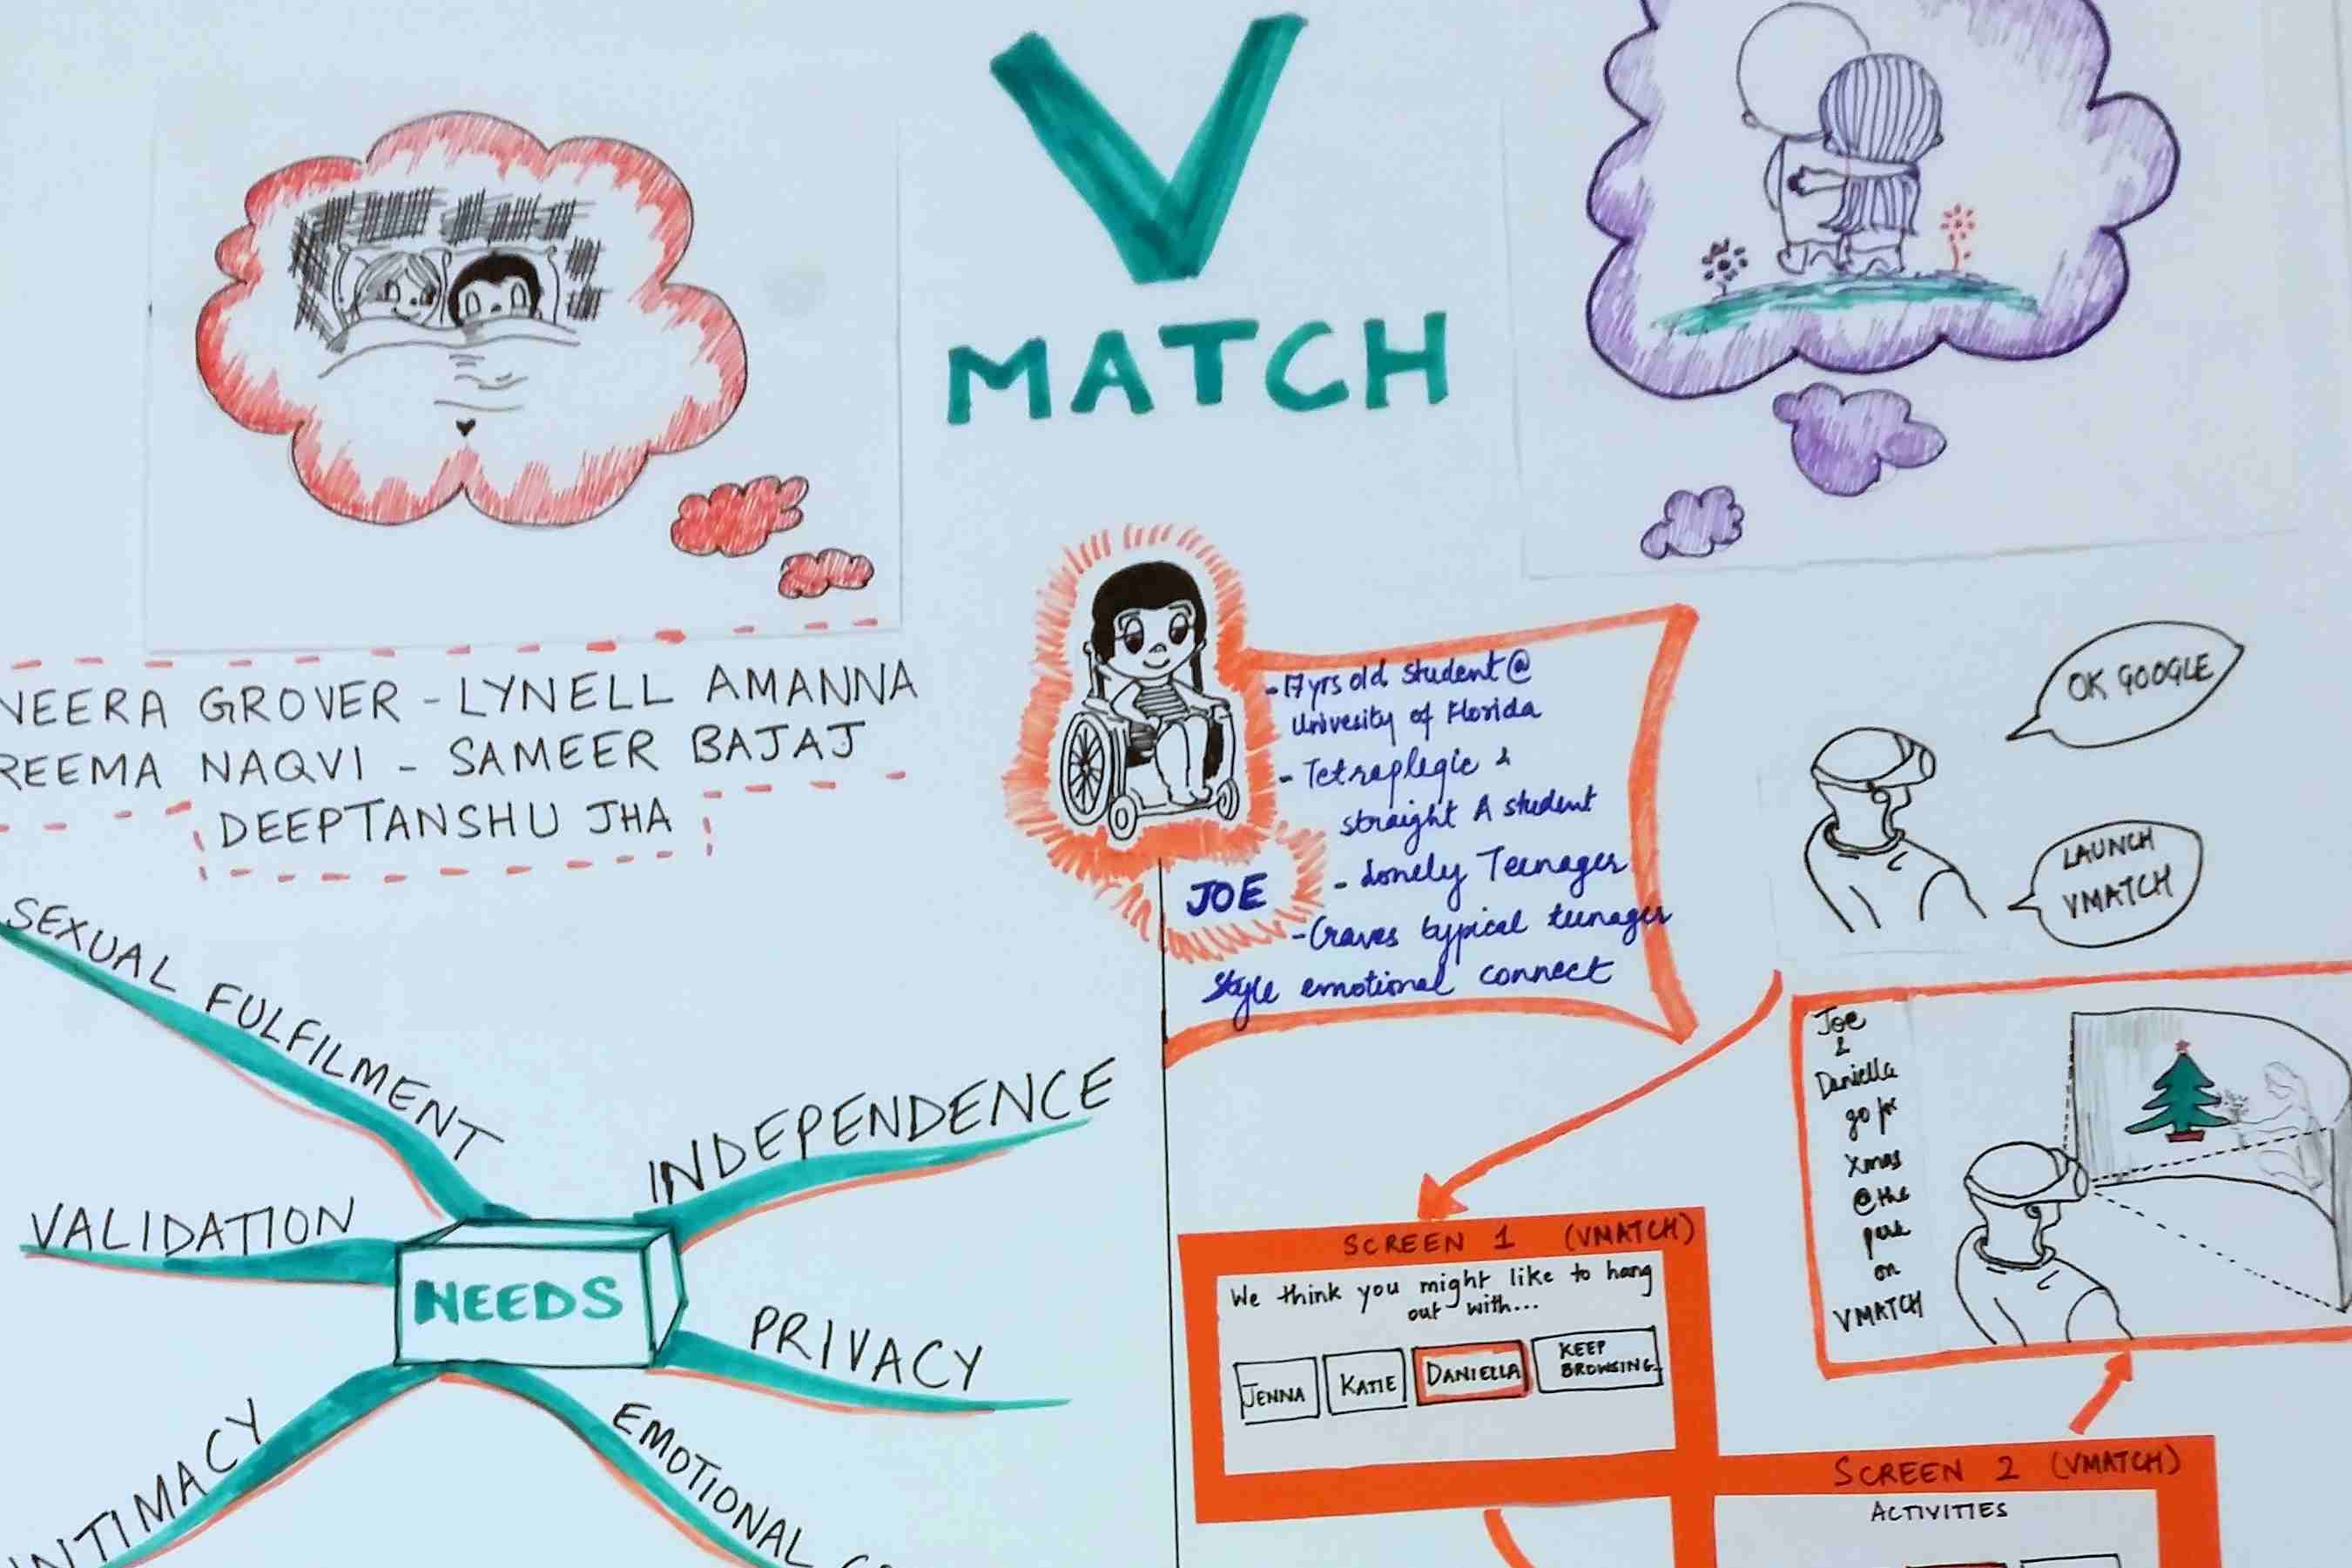 V
MATCH
NEERA GROVER - LYNELL AMANNA
REEMA NAQVI - SAMEER BAJAJ
DEEPTANSHU JHA
- 17yrs old student @
Univesity of Florida
- Tetraplegic &
straight A student
- Lonely Teenager
- Craves typical teenager
style emotional connect
JOE
OK GOOGLE
LAUNCH
VMATCH
SEXUAL FULFILMENT
VALIDATION
INTIMACY
NEEDS
INDEPENDENCE
PRIVACY
EMOTIONAL
Joe
&
Daniella
go for
Xmas
@ the
park
on
VMATCH
SCREEN 1 (VMATCH)
We think you might like to hang
out with...
JENNA
KATIE
DANIELLA
KEEP
BROWSING
SCREEN 2 (VMATCH)
ACTIVITIES